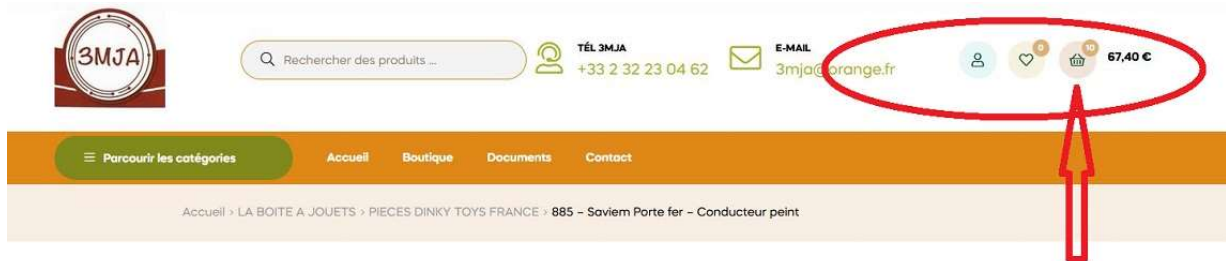 3MJA
Rechercher des produits ...
TÉL 3MJA
+33 2 32 23 04 62
E-MAIL
3mja@orange.fr
0
10
67,40 €
Parcourir les catégories
Accueil
Boutique
Documents
Contact
Accueil › LA BOITE A JOUETS › PIECES DINKY TOYS FRANCE › 885 – Saviem Porte fer – Conducteur peint